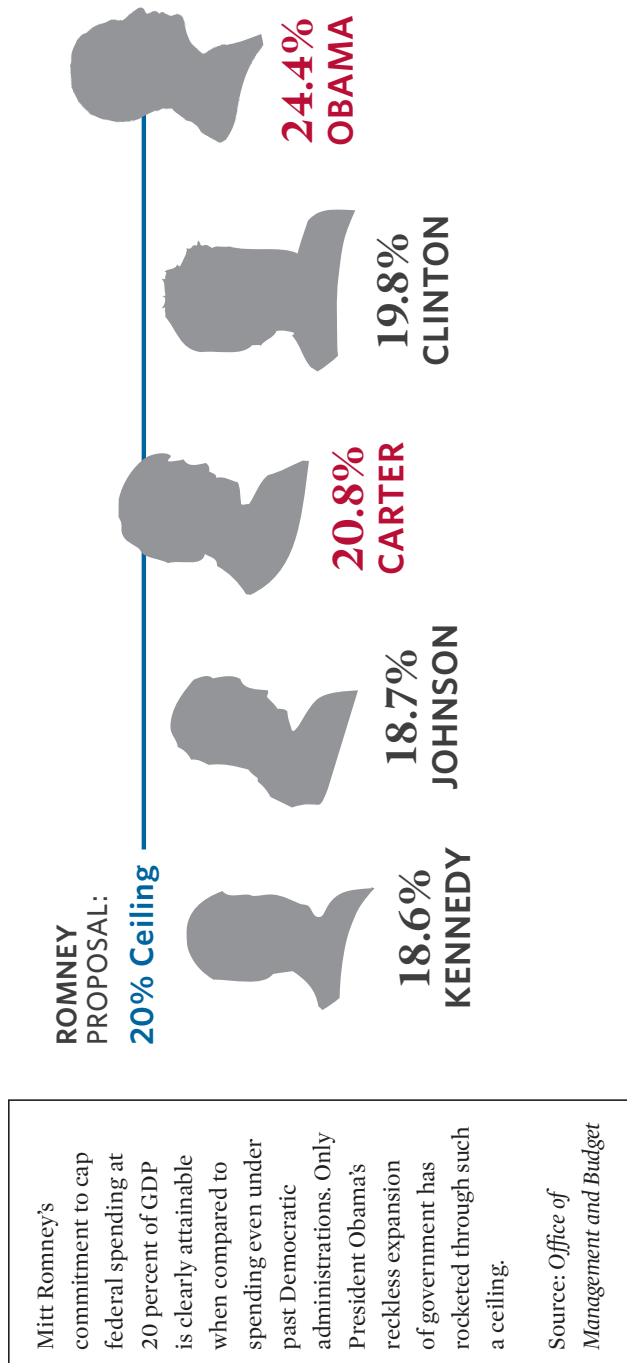 Mitt Romney's
commitment to cap
federal spending at
20 percent of GDP
is clearly attainable
when compared to
spending even under
past Democratic
administrations. Only
President Obama's
reckless expansion
of government has
rocketed through such
a ceiling.
Source: Office of
Management and Budget
ROMNEY
PROPOSAL:
20% Ceiling
18.6%
KENNEDY
18.7%
JOHNSON
20.8%
CARTER
19.8%
CLINTON
24.4%
OBAMA